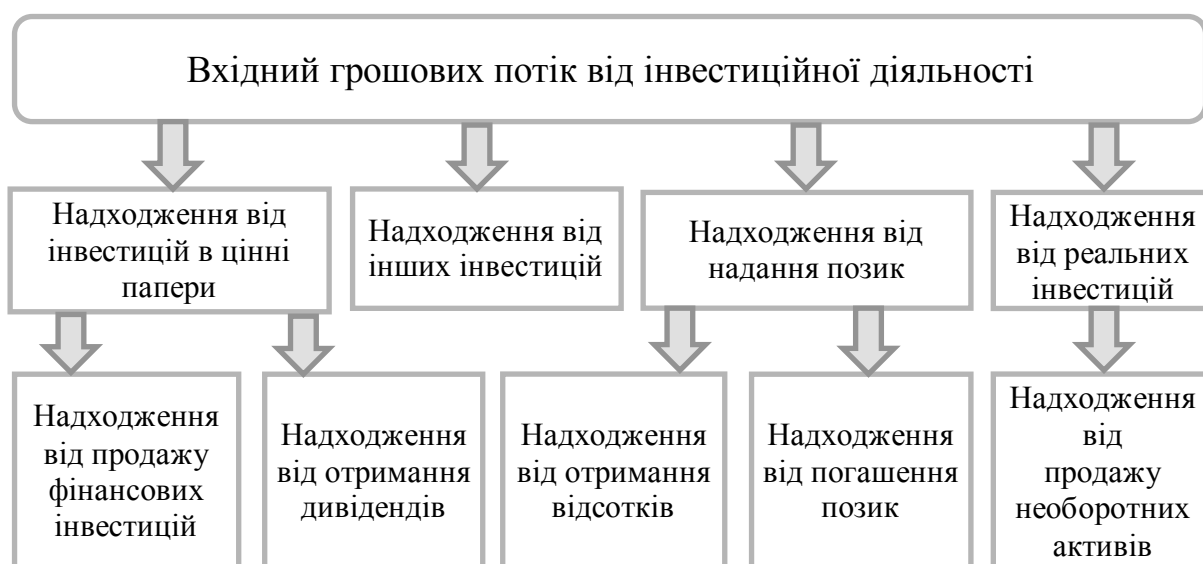 Вхідний грошових потік від інвестиційної діяльності
Надходження від
інвестицій в цінні
папери
Надходження від
інших інвестицій
Надходження від
надання позик
Надходження
від реальних
інвестицій
Надходження
від продажу
фінансових
інвестицій
Надходження
від отримання
дивідендів
Надходження
від отримання
відсотків
Надходження
від погашення
позик
Надходження
від
продажу
необоротних
активів